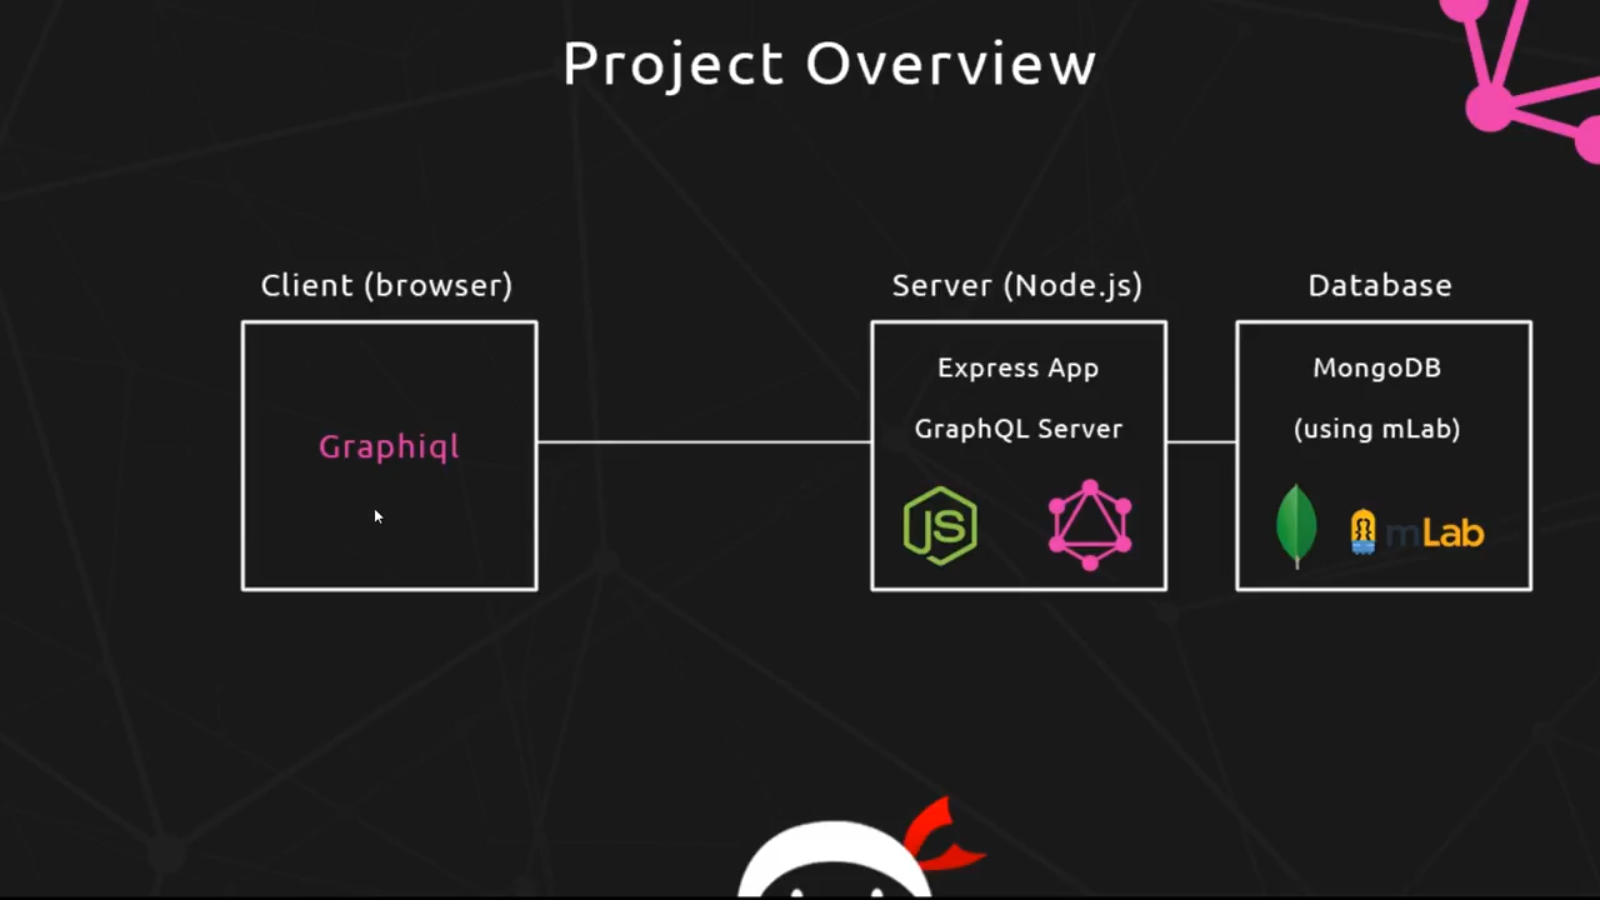 Project Overview
Client (browser)
Graphiql
Server (Node.js)
Express App
GraphQL Server
JS
Database
MongoDB
(using mLab)
mLab